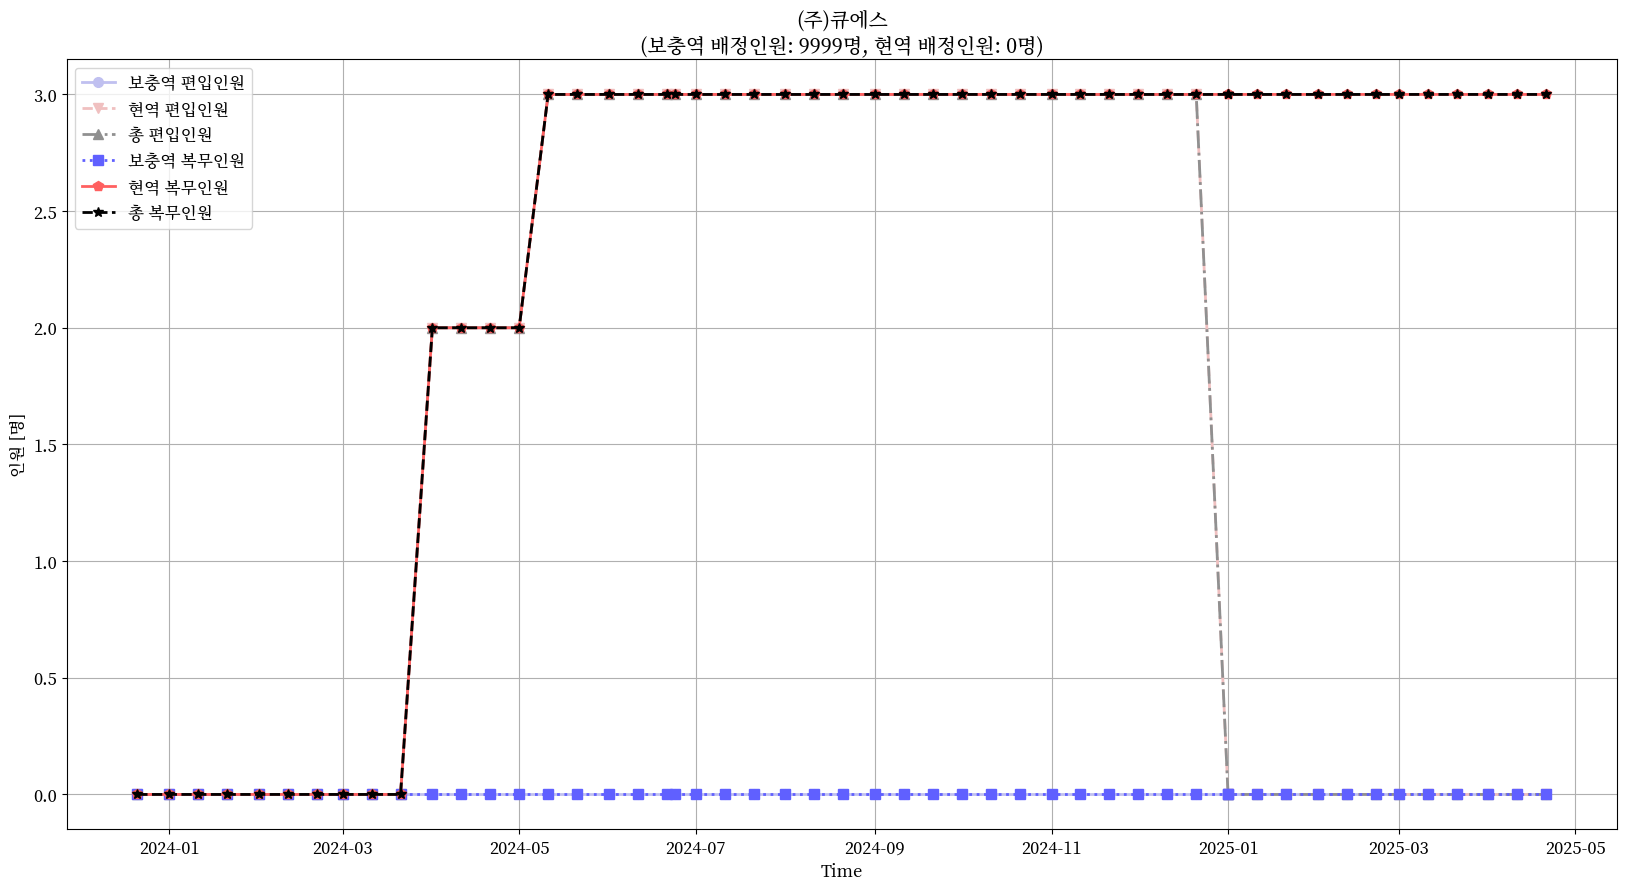 (주)큐에스
(보충역 배정인원: 9999명, 현역 배정인원: 0명)
보충역 편입인원
현역 편입인원
총 편입인원
보충역 복무인원
현역 복무인원
총 복무인원
3.0
2.5
2.0
1.5
1.0
0.5
0.0
인원 [명]
2024-01 2024-03 2024-05 2024-07 2024-09 2024-11 2025-01 2025-03 2025-05
Time